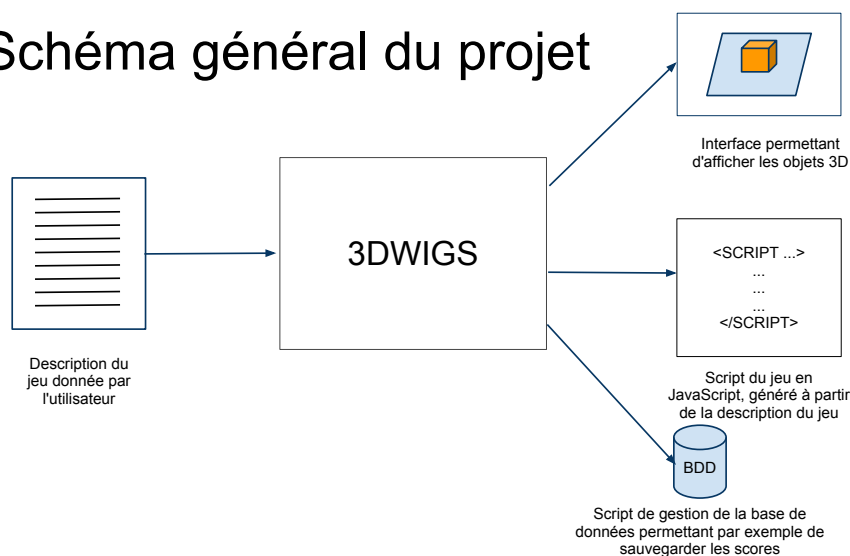 Schéma général du projet
Interface permettant
d'afficher les objets 3D
3DWIGS
<SCRIPT ...>
...
...
...
</SCRIPT>
Description du
jeu donnée par
l'utilisateur
Script du jeu en
JavaScript, généré à partir
de la description du jeu
BDD
Script de gestion de la base de
données permettant par exemple de
sauvegarder les scores